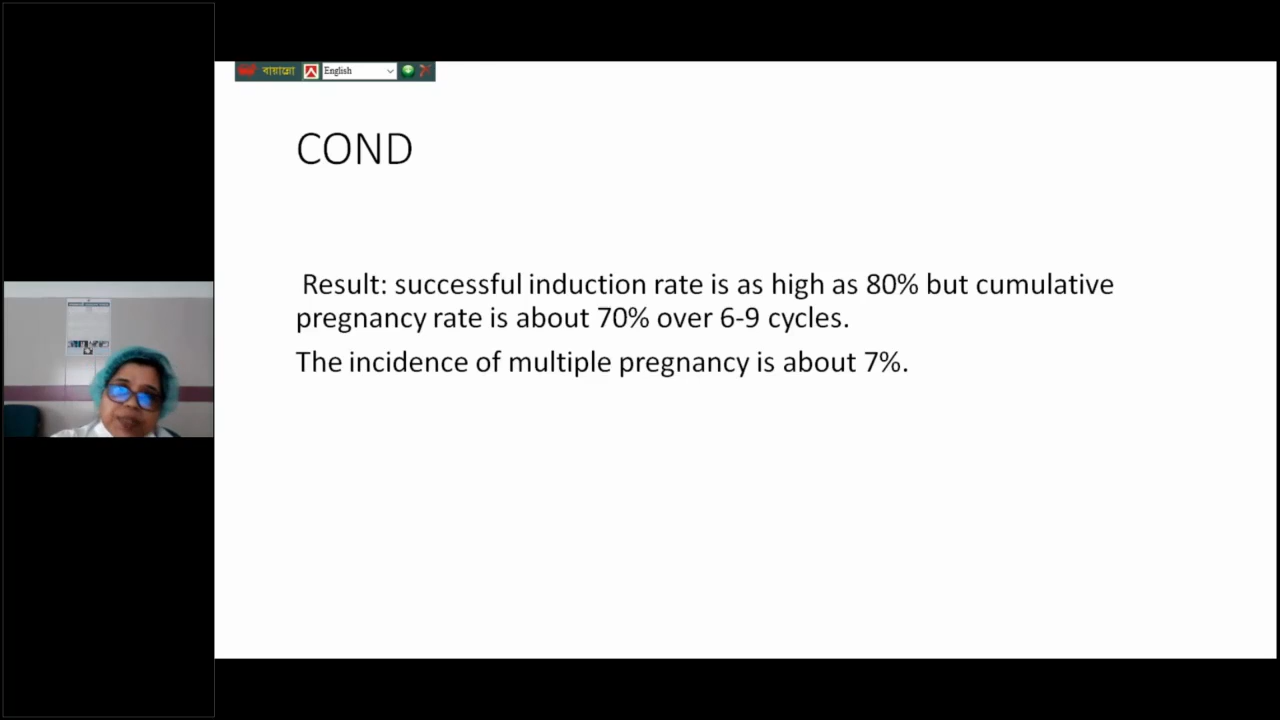 বায়ান্নো
English
COND
Result: successful induction rate is as high as 80% but cumulative
pregnancy rate is about 70% over 6-9 cycles.
The incidence of multiple pregnancy is about 7%.